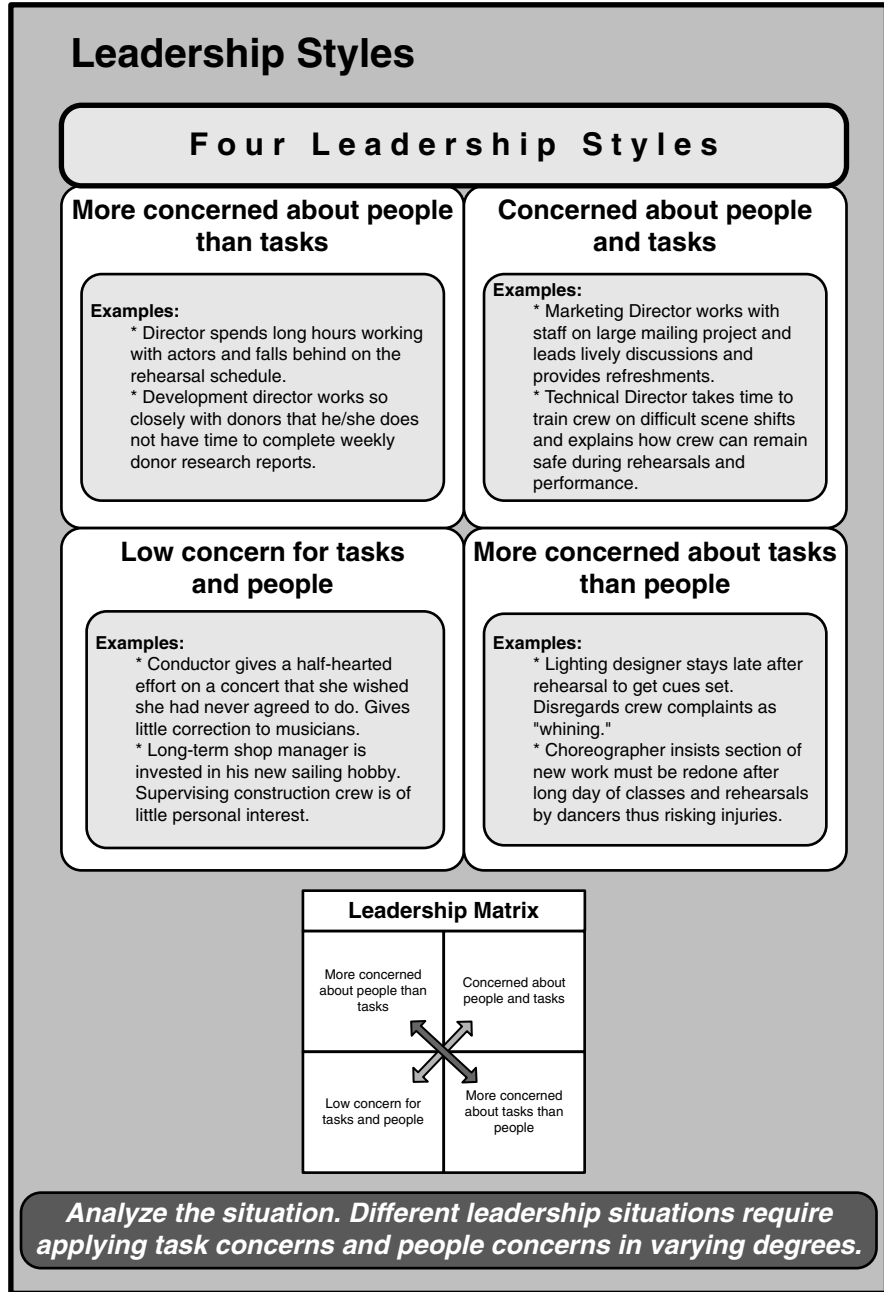 Leadership Styles
Four Leadership Styles
More concerned about people
than tasks
Examples:
* Director spends long hours working
with actors and falls behind on the
rehearsal schedule.
* Development director works so
closely with donors that he/she does
not have time to complete weekly
donor research reports.
Concerned about people
and tasks
Examples:
* Marketing Director works with
staff on large mailing project and
leads lively discussions and
provides refreshments.
* Technical Director takes time to
train crew on difficult scene shifts
and explains how crew can remain
safe during rehearsals and
performance.
Low concern for tasks
and people
Examples:
* Conductor gives a half-hearted
effort on a concert that she wished
she had never agreed to do. Gives
little correction to musicians.
* Long-term shop manager is
invested in his new sailing hobby.
Supervising construction crew is of
little personal interest.
More concerned about tasks
than people
Examples:
* Lighting designer stays late after
rehearsal to get cues set.
Disregards crew complaints as
"whining."
* Choreographer insists section of
new work must be redone after
long day of classes and rehearsals
by dancers thus risking injuries.
Leadership Matrix
More concerned
about people than
tasks
Concerned about
people and tasks
Low concern for
tasks and people
More concerned
about tasks than
people
Analyze the situation. Different leadership situations require
applying task concerns and people concerns in varying degrees.